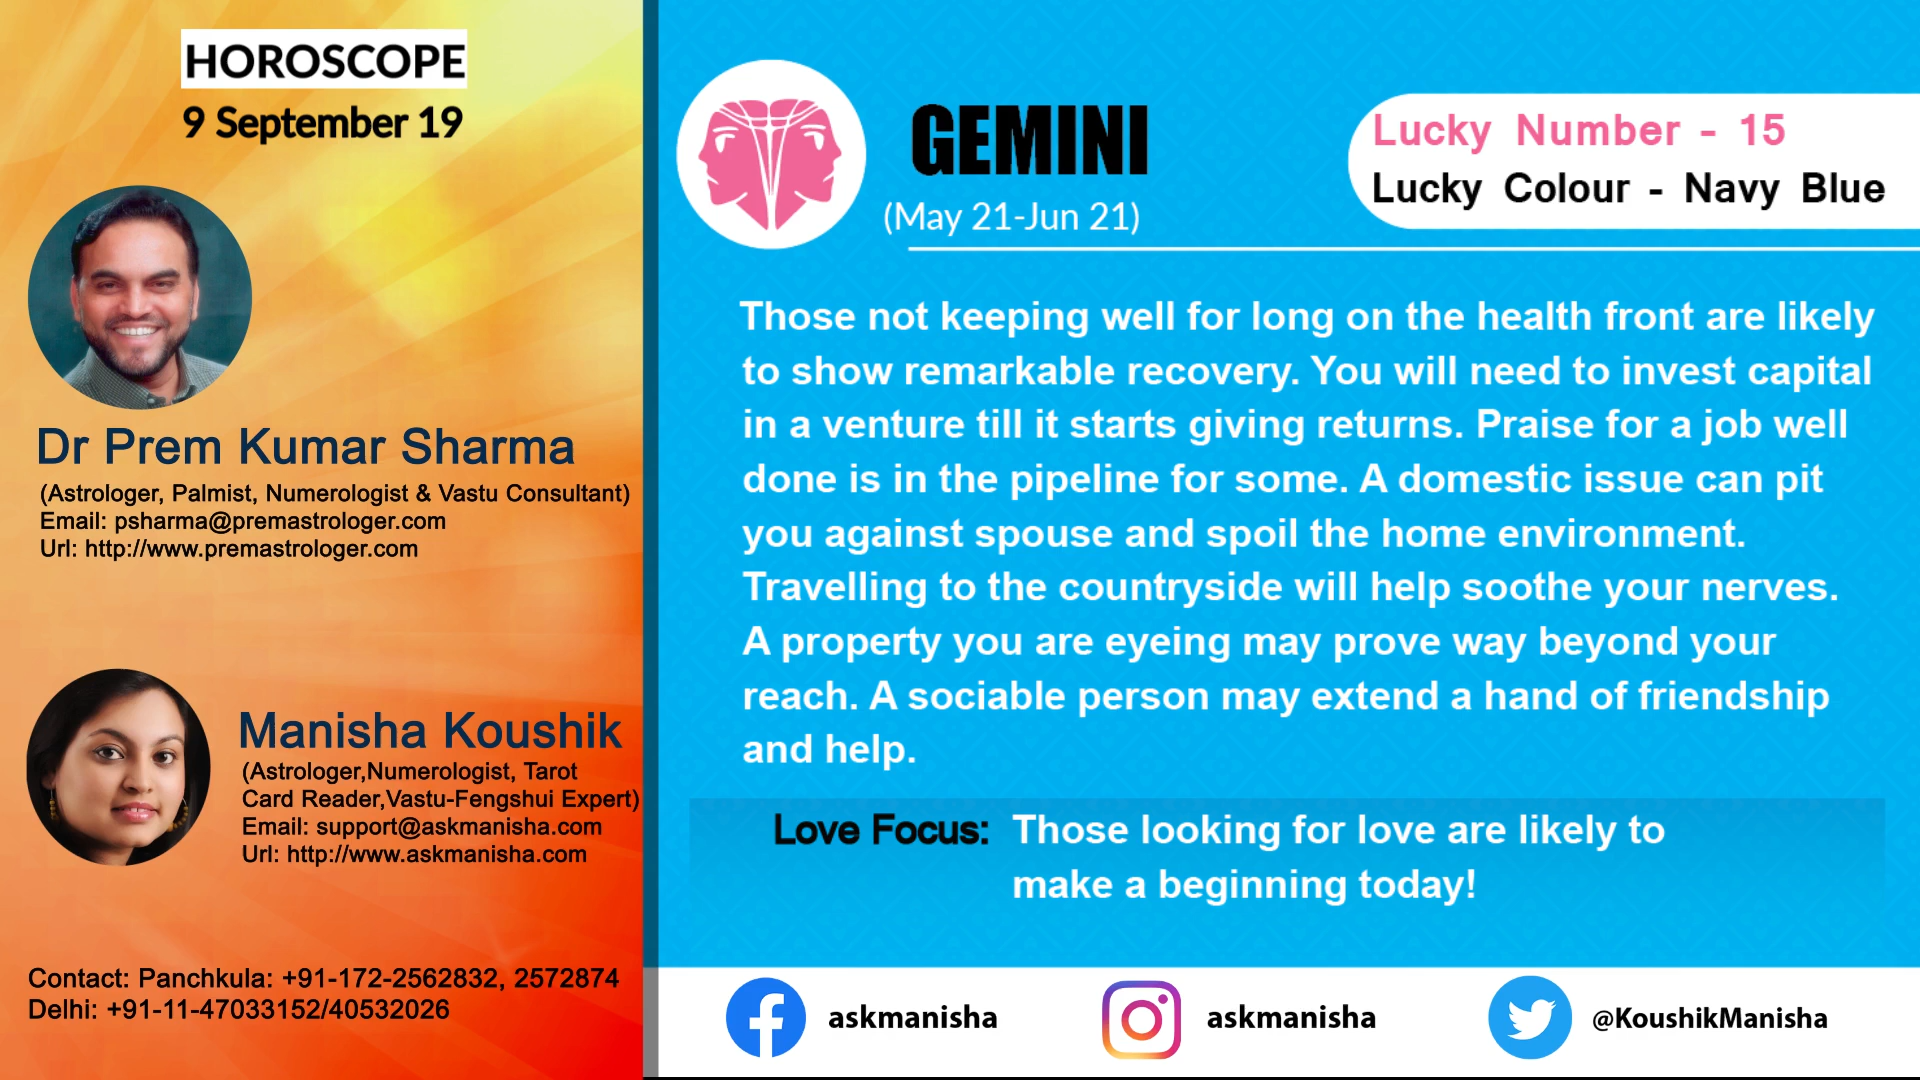 HOROSCOPE
9 September 19
Dr Prem Kumar Sharma
(Astrologer, Palmist, Numerologist & Vastu Consultant)
Email: psharma@premastrologer.com
Url: http://www.premastrologer.com
Manisha Koushik
(Astrologer,Numerologist, Tarot
Card Reader,Vastu-Fengshui Expert)
Email: support@askmanisha.com
Url: http://www.askmanisha.com
Contact: Panchkula: +91-172-2562832, 2572874
Delhi: +91-11-47033152/40532026
GEMINI
(May 21-Jun 21)
Lucky Number - 15
Lucky Colour - Navy Blue
Those not keeping well for long on the health front are likely
to show remarkable recovery. You will need to invest capital
in a venture till it starts giving returns. Praise for a job well
done is in the pipeline for some. A domestic issue can pit
you against spouse and spoil the home environment.
Travelling to the countryside will help soothe your nerves.
A property you are eyeing may prove way beyond your
reach. A sociable person may extend a hand of friendship
and help.
Love Focus: Those looking for love are likely to
make a beginning today!
askmanisha
askmanisha
@KoushikManisha